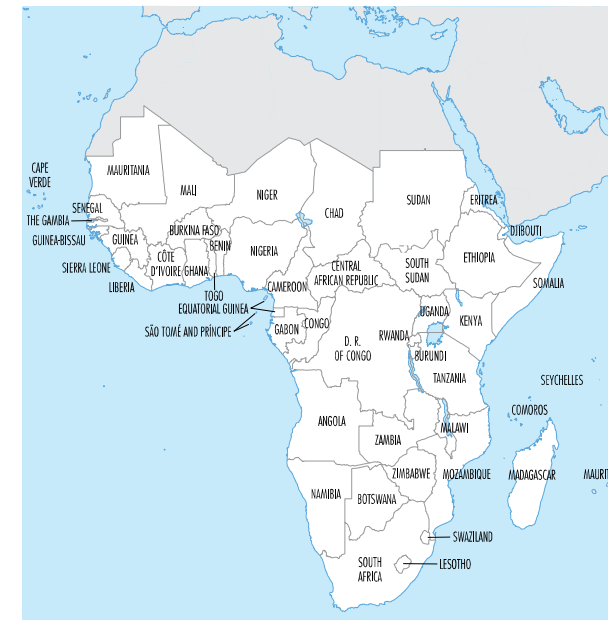 CAPE
VERDE
MAURITANIA
MALI
NIGER
CHAD
SUDAN
ERITREA
SENEGAL
THE GAMBIA
GUINEA-BISSAU
GUINEA
BURKINA FASO
BENIN
NIGERIA
DJIBOUTI
ETHIOPIA
SIERRA LEONE
CÔTE
D'IVOIRE
GHANA
CENTRAL
AFRICAN REPUBLIC
SOUTH
SUDAN
SOMALIA
LIBERIA
TOGO
CAMEROON
EQUATORIAL GUINEA
SÃO TOMÉ AND PRÍNCIPE
GABON
CONGO
UGANDA
KENYA
RWANDA
D. R.
OF CONGO
BURUNDI
TANZANIA
SEYCHELLES
COMOROS
ANGOLA
ZAMBIA
MALAWI
ZIMBABWE
MOZAMBIQUE
MADAGASCAR
MAURIT
NAMIBIA
BOTSWANA
SWAZILAND
SOUTH
AFRICA
LESOTHO